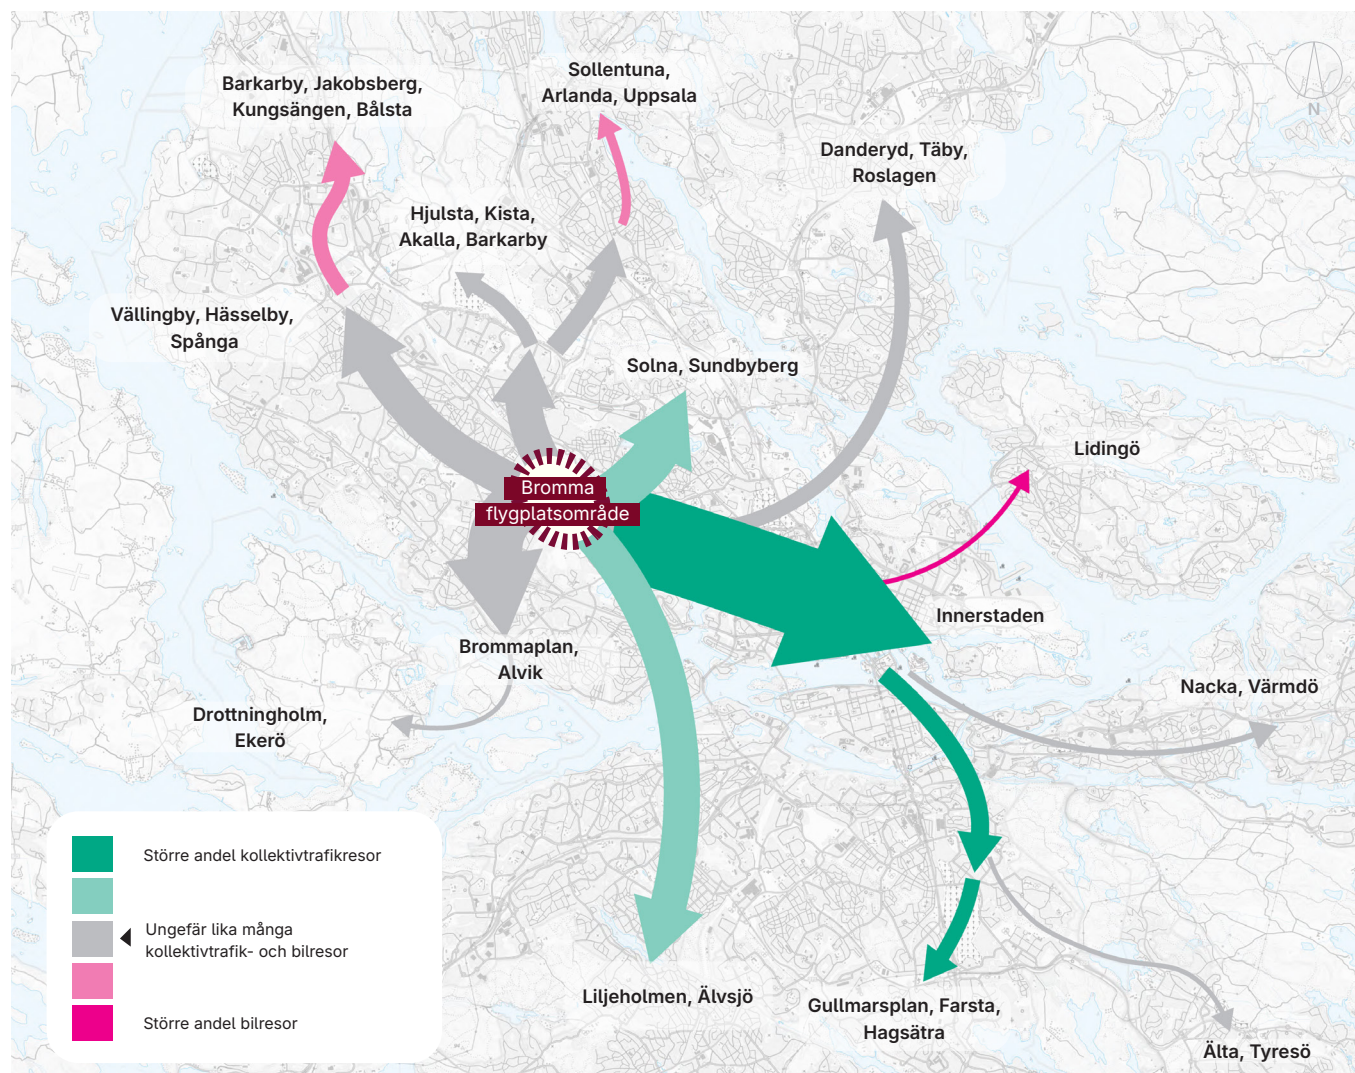 Sollentuna,
Arlanda, Uppsala
Barkarby, Jakobsberg,
Kungsängen, Bålsta
N
Danderyd, Täby,
Roslagen
Hjulsta, Kista,
Akalla, Barkarby
Vällingby, Hässelby,
Spånga
Solna, Sundbyberg
Lidingö
Bromma
flygplatsområde
Innerstaden
Brommaplan,
Alvik
Nacka, Värmdö
Drottningholm,
Ekerö
Större andel kollektivtrafikresor
Ungefär lika många
kollektivtrafik- och bilresor
Större andel bilresor
Liljeholmen, Älvsjö
Gullmarsplan, Farsta,
Hagsätra
Älta, Tyresö